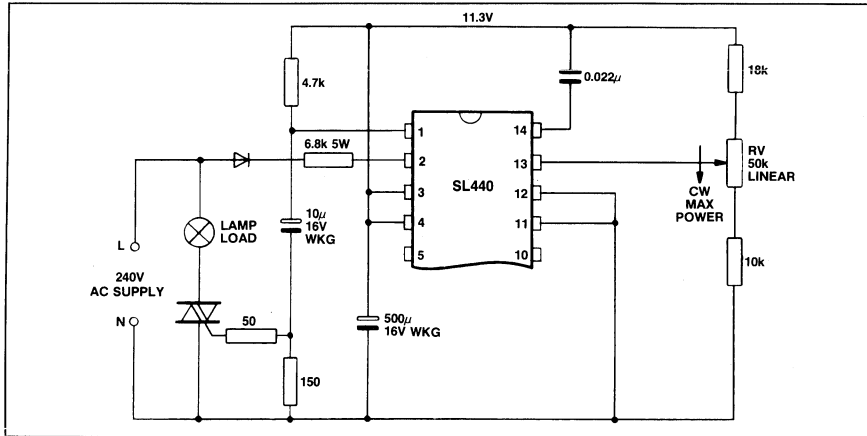 11.3V
4.7k
0.022µ
18k
1
14
6.8k 5W
2
13
RV
50k
LINEAR
SL440
3
12
CW
MAX
POWER
10µ
16V
WKG
4
11
LAMP
LOAD
L
5
10
10k
240V
AC SUPPLY
500µ
16V WKG
N
50
150